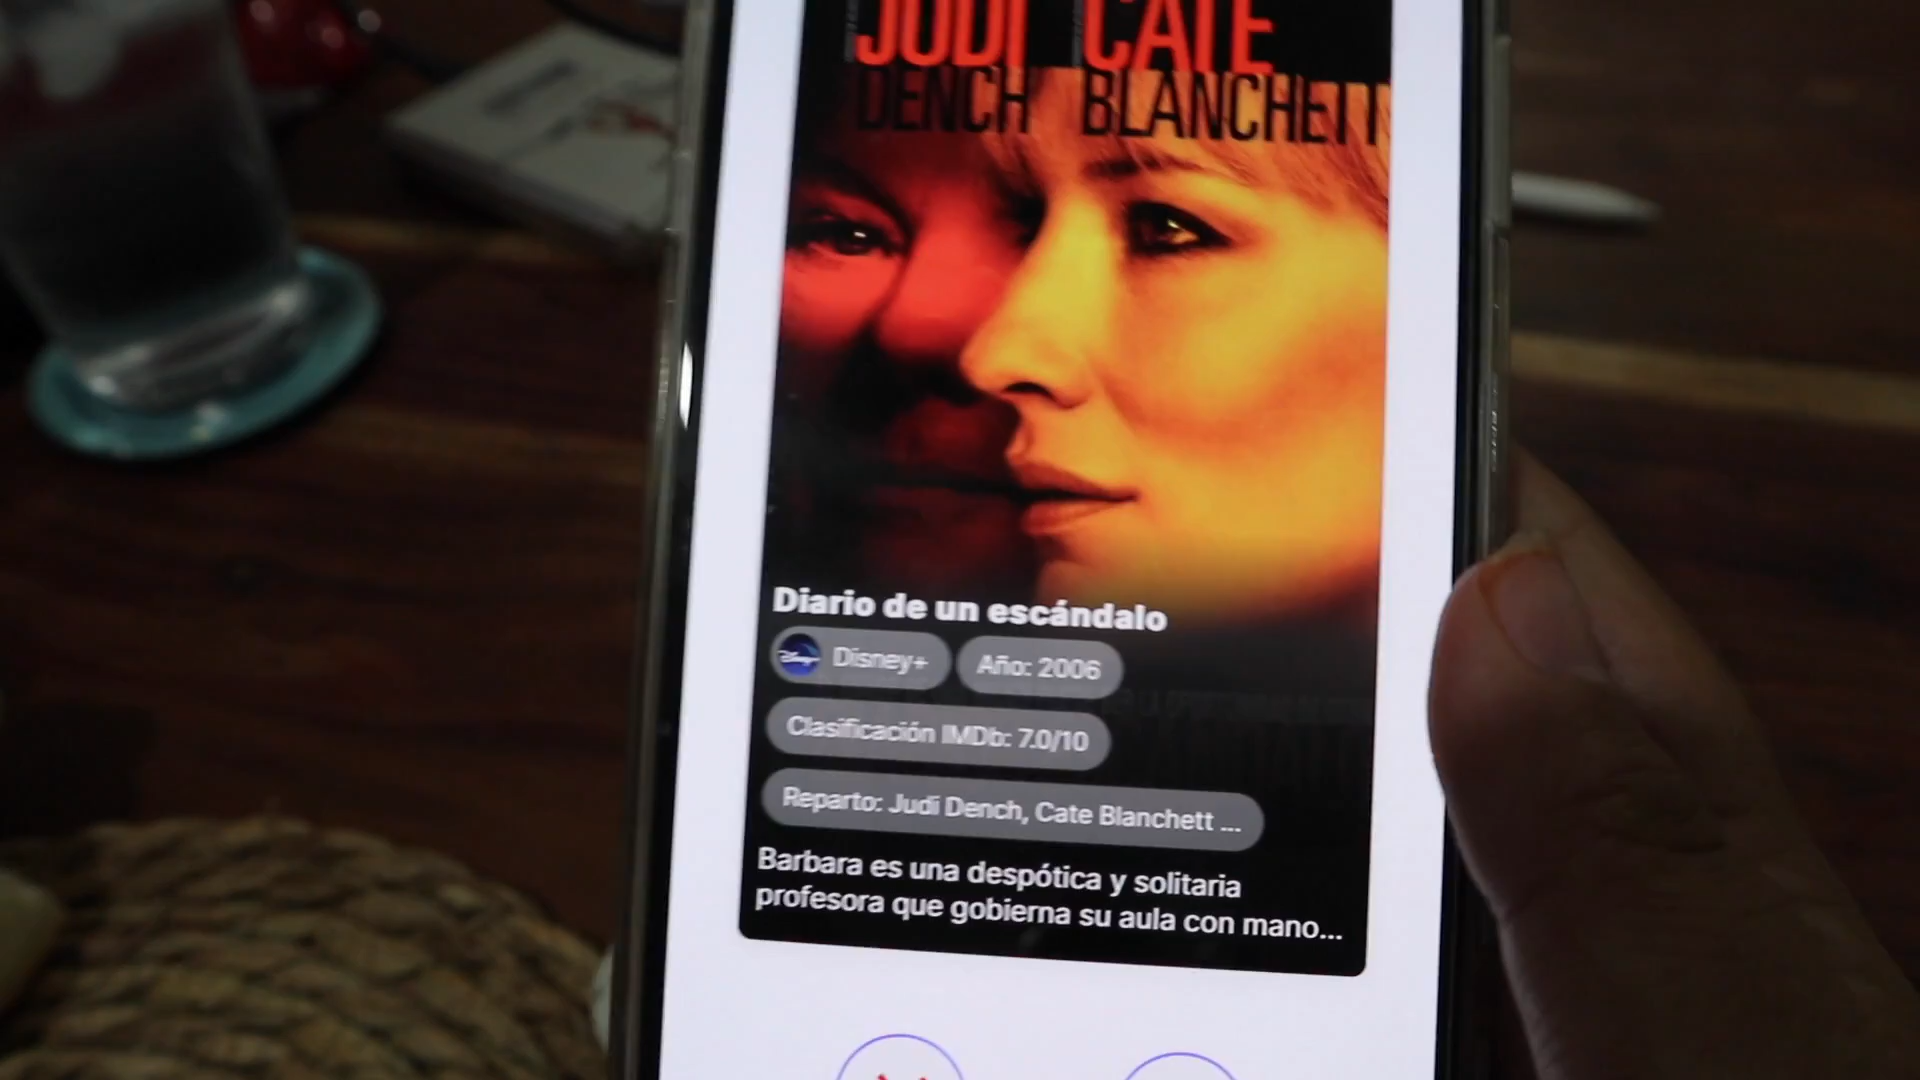 JUDI CATE
DENCH BLANCHETT
Diario de un escándalo
Disney+ Año: 2006
Clasificación IMDb: 7.0/10
Reparto: Judi Dench, Cate Blanchett ...
Barbara es una despótica y solitaria
profesora que gobierna su aula con mano...